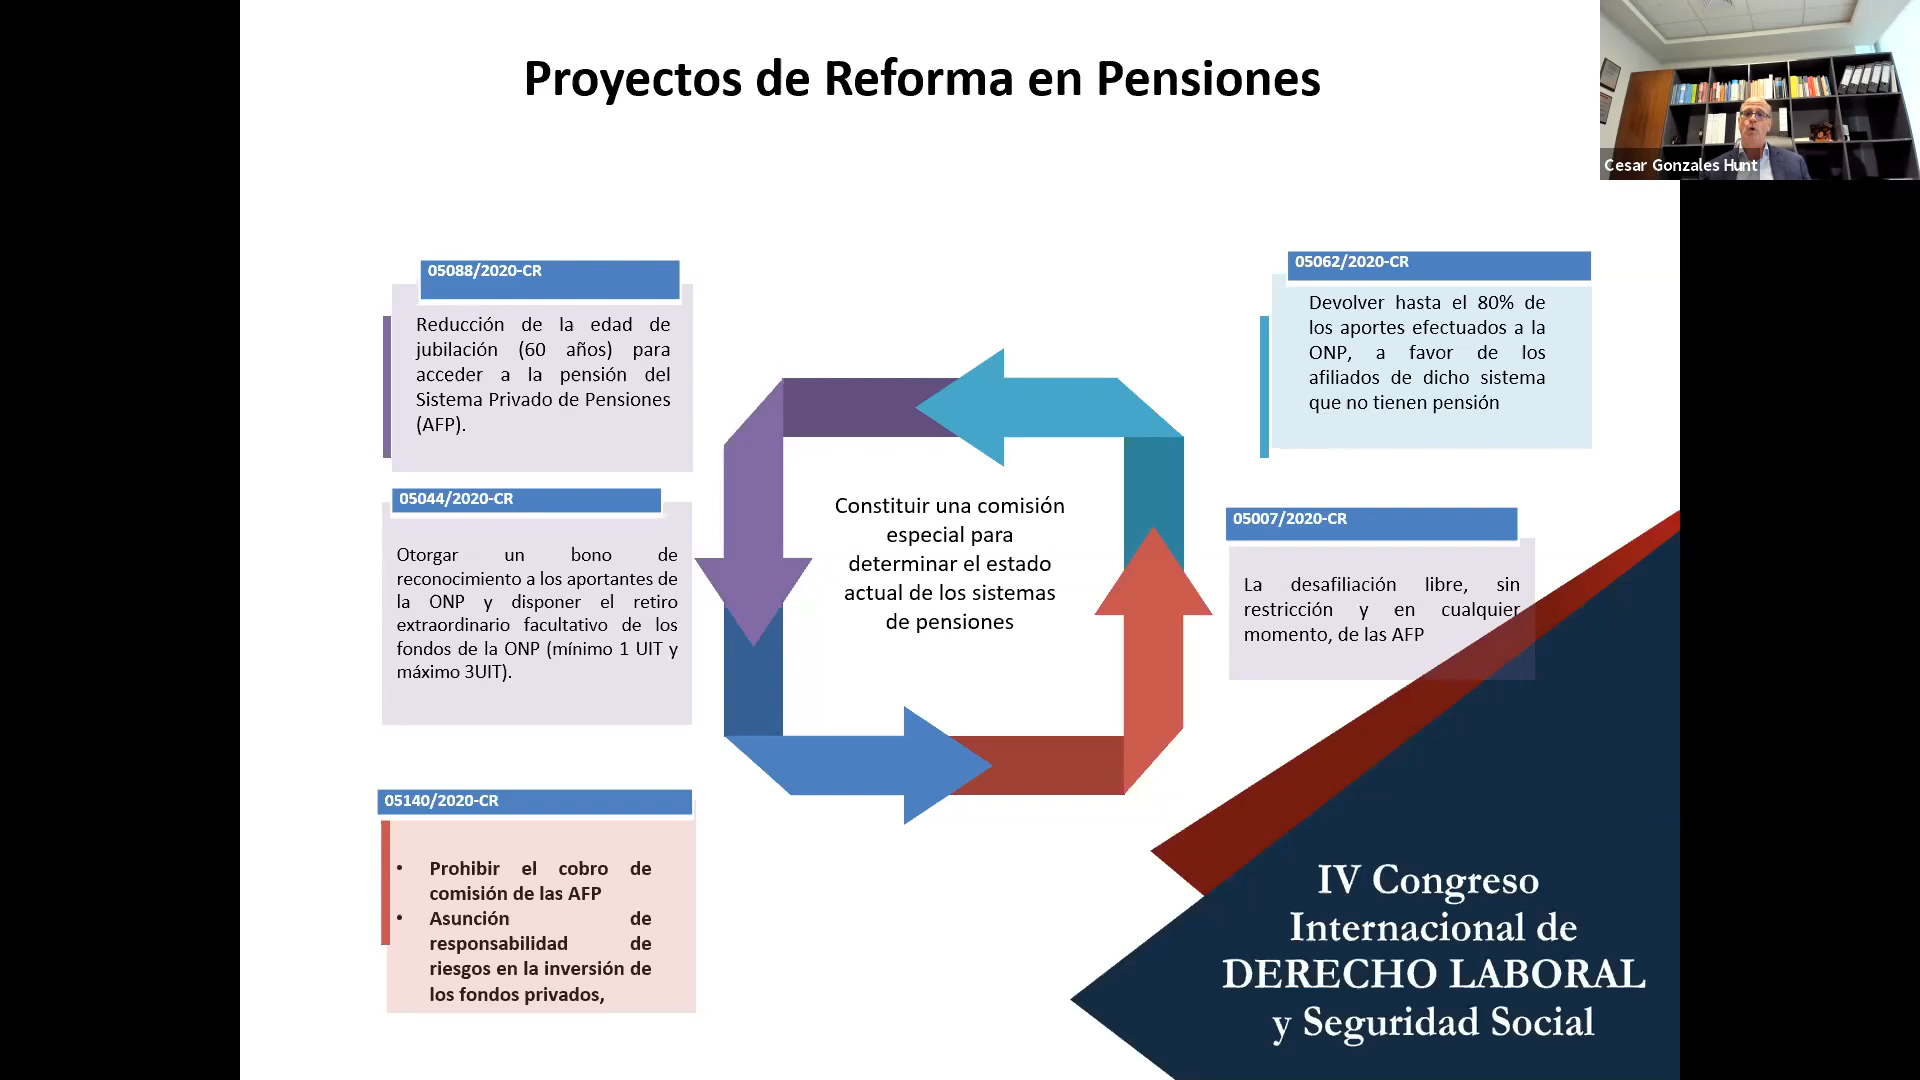 Proyectos de Reforma en Pensiones
Cesar Gonzales Hunt
05088/2020-CR
Reducción de la edad de
jubilación (60 años) para
acceder a la pensión del
Sistema Privado de Pensiones
(AFP).
05062/2020-CR
Devolver hasta el 80% de
los aportes efectuados a la
ONP, a favor de los
afiliados de dicho sistema
que no tienen pensión
05044/2020-CR
Otorgar un bono de
reconocimiento a los aportantes de
la ONP y disponer el retiro
extraordinario facultativo de los
fondos de la ONP (mínimo 1 UIT y
máximo 3UIT).
Constituir una comisión
especial para
determinar el estado
actual de los sistemas
de pensiones
05007/2020-CR
La desafiliación libre, sin
restricción y en cualquier
momento, de las AFP
05140/2020-CR
• Prohibir el cobro de
comisión de las AFP
• Asunción de
responsabilidad de
riesgos en la inversión de
los fondos privados,
IV Congreso
Internacional de
DERECHO LABORAL
y Seguridad Social